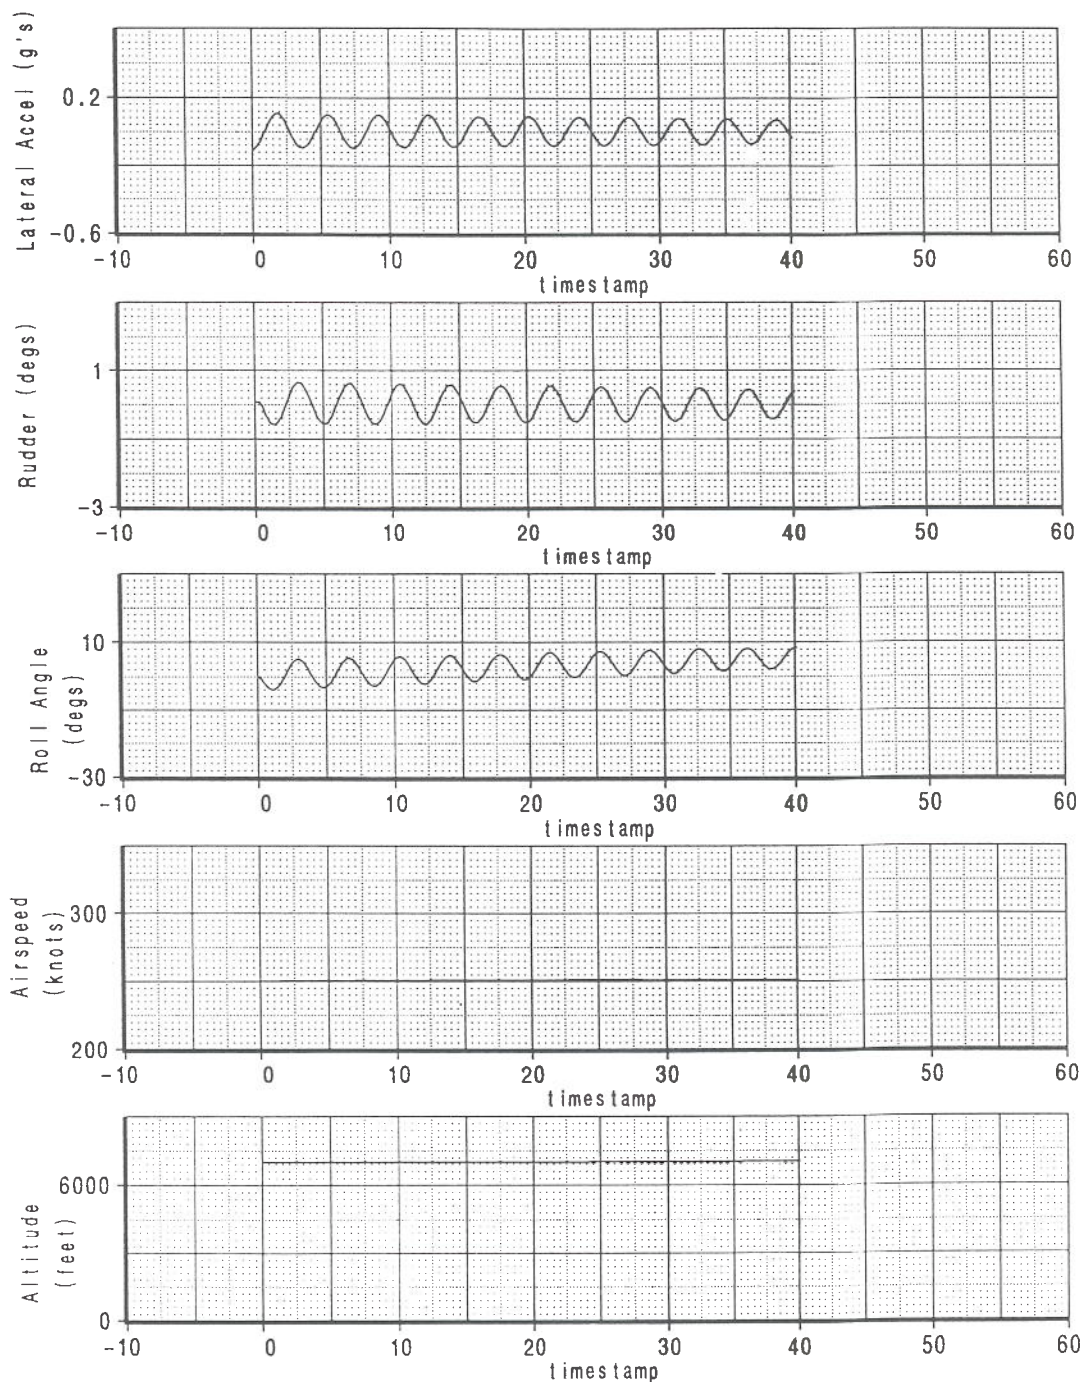 Lateral Accel (g's)
0.2
-0.6
-10 0 10 20 30 40 50 60
timestamp
Rudder (degs)
1
-3
-10 0 10 20 30 40 50 60
timestamp
Roll Angle
(degs)
10
-30
-10 0 10 20 30 40 50 60
timestamp
Airspeed
(knots)
300
200
-10 0 10 20 30 40 50 60
timestamp
Altitude
(feet)
6000
0
-10 0 10 20 30 40 50 60
timestamp